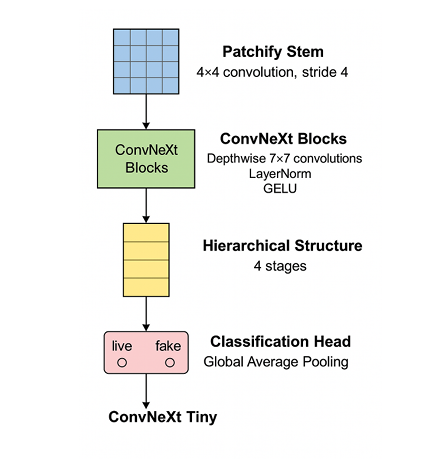 Patchify Stem
4×4 convolution, stride 4
ConvNeXt
Blocks
ConvNeXt Blocks
Depthwise 7×7 convolutions
LayerNorm
GELU
Hierarchical Structure
4 stages
live fake
Classification Head
Global Average Pooling
ConvNeXt Tiny